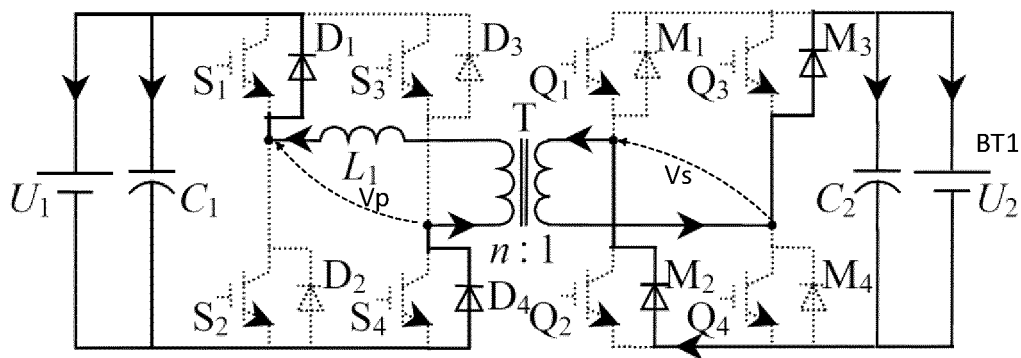 D1 D3 M1 M3
S1 S3 Q1 Q3
T
BT1
L1 Vp Vs
U1 C1 C2 U2
n : 1
D2 D4 M2 M4
S2 S4 Q2 Q4